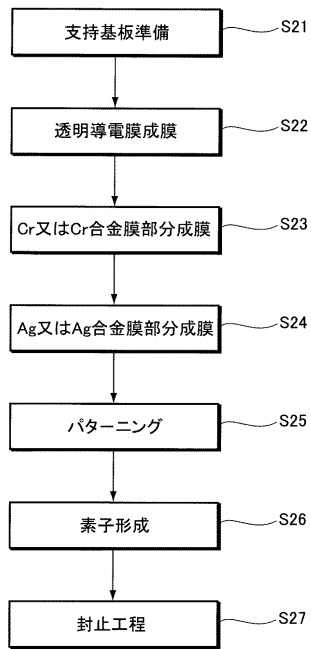 支持基板準備 S21
透明導電膜成膜 S22
Cr又はCr合金膜部分成膜 S23
Ag又はAg合金膜部分成膜 S24
パターニング S25
素子形成 S26
封止工程 S27